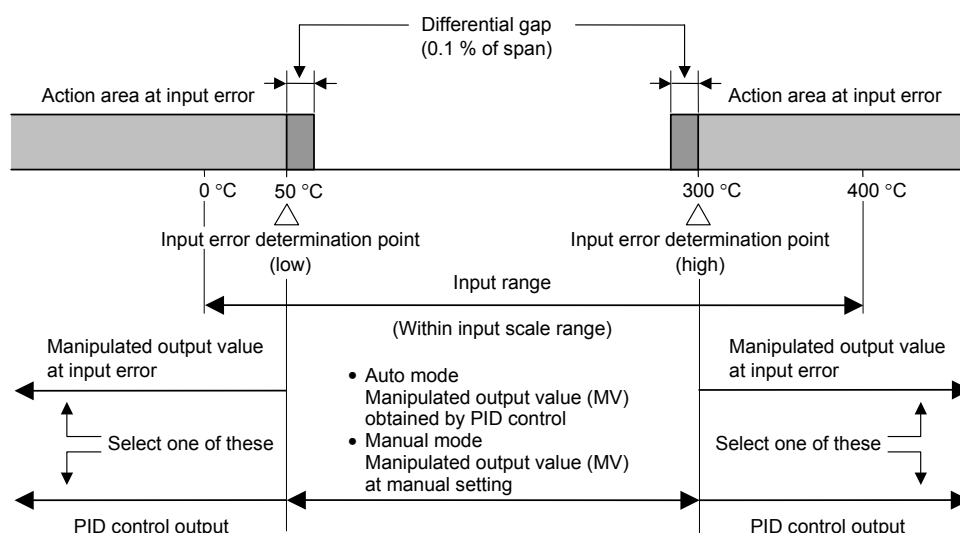 Differential gap
(0.1 % of span)
Action area at input error
Action area at input error
0 °C
50 °C
300 °C
400 °C
Input error determination point
(low)
Input error determination point
(high)
Input range
(Within input scale range)
Manipulated output value
at input error
Manipulated output value
at input error
• Auto mode
Manipulated output value (MV)
obtained by PID control
• Manual mode
Manipulated output value (MV)
at manual setting
Select one of these
Select one of these
PID control output
PID control output